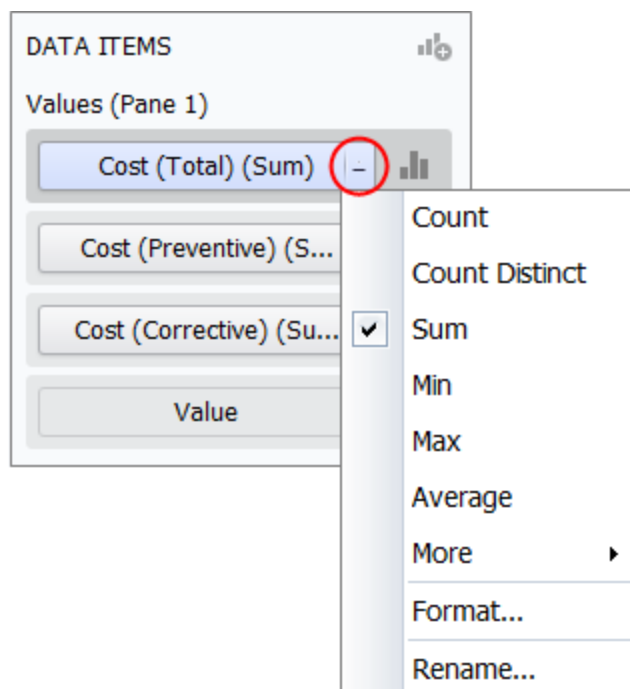 DATA ITEMS
Values (Pane 1)
Cost (Total) (Sum)
Cost (Preventive) (S...
Cost (Corrective) (Su...
Value
Count
Count Distinct
Sum
Min
Max
Average
More
Format...
Rename...